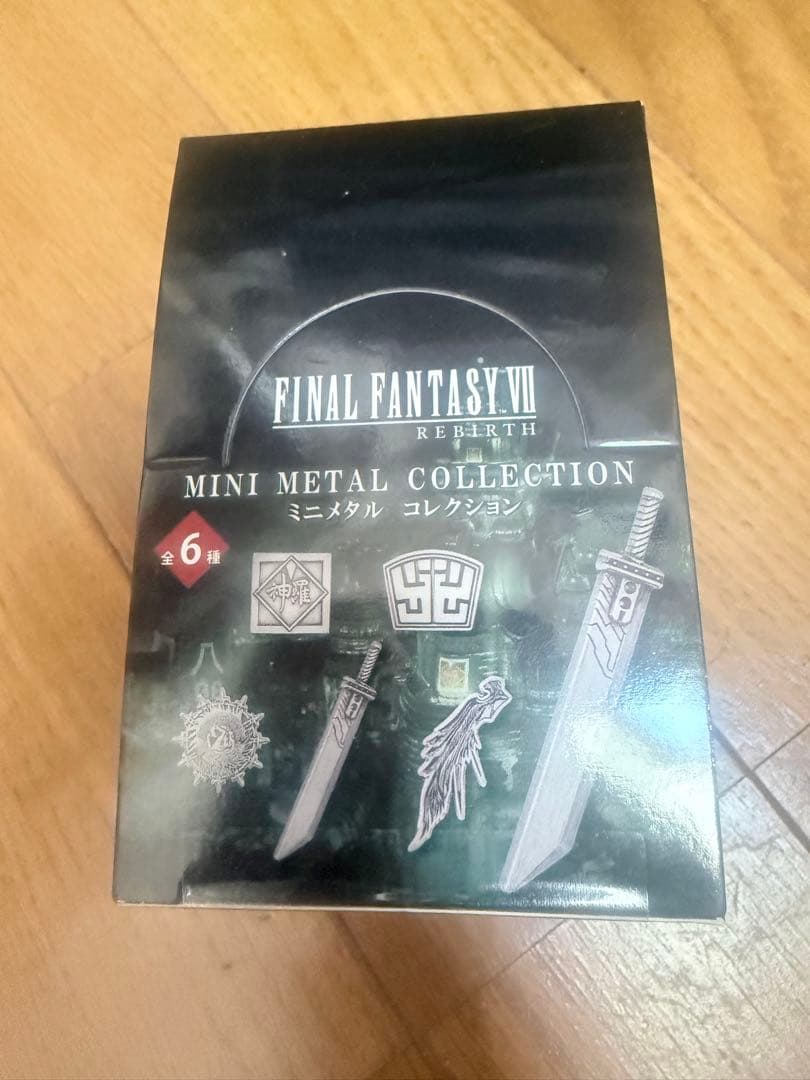 FINAL FANTASY VII
REBIRTH
MINI METAL COLLECTION
ミニメタル コレクション
全6種
神羅
八